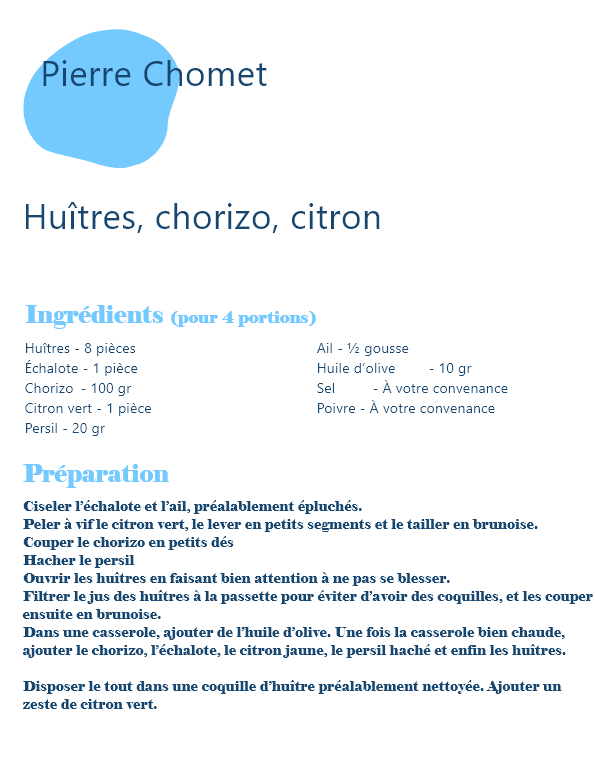 Pierre Chomet
Huîtres, chorizo, citron
Ingrédients (pour 4 portions)
Huîtres - 8 pièces
Échalote - 1 pièce
Chorizo - 100 gr
Citron vert - 1 pièce
Persil - 20 gr
Ail - ½ gousse
Huile d’olive - 10 gr
Sel - À votre convenance
Poivre - À votre convenance
Préparation
Ciseler l’échalote et l’ail, préalablement épluchés.
Peler à vif le citron vert, le lever en petits segments et le tailler en brunoise.
Couper le chorizo en petits dés
Hacher le persil
Ouvrir les huîtres en faisant bien attention à ne pas se blesser.
Filtrer le jus des huîtres à la passette pour éviter d’avoir des coquilles, et les couper
ensuite en brunoise.
Dans une casserole, ajouter de l’huile d’olive. Une fois la casserole bien chaude,
ajouter le chorizo, l’échalote, le citron jaune, le persil haché et enfin les huîtres.
Disposer le tout dans une coquille d’huître préalablement nettoyée. Ajouter un
zeste de citron vert.